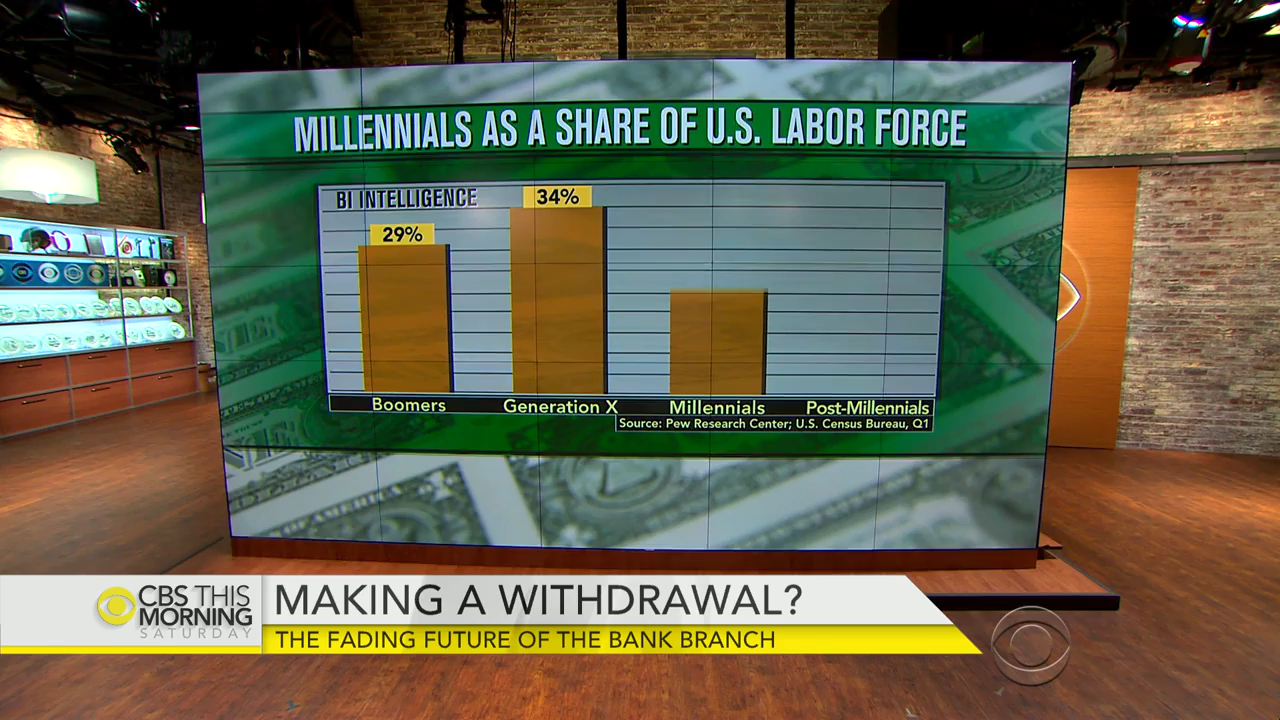 MILLENNIALS AS A SHARE OF U.S. LABOR FORCE
BI INTELLIGENCE
29%
34%
Boomers
Generation X
Millennials
Post-Millennials
Source: Pew Research Center; U.S. Census Bureau, Q1
CBS THIS
MORNING
SATURDAY
MAKING A WITHDRAWAL?
THE FADING FUTURE OF THE BANK BRANCH